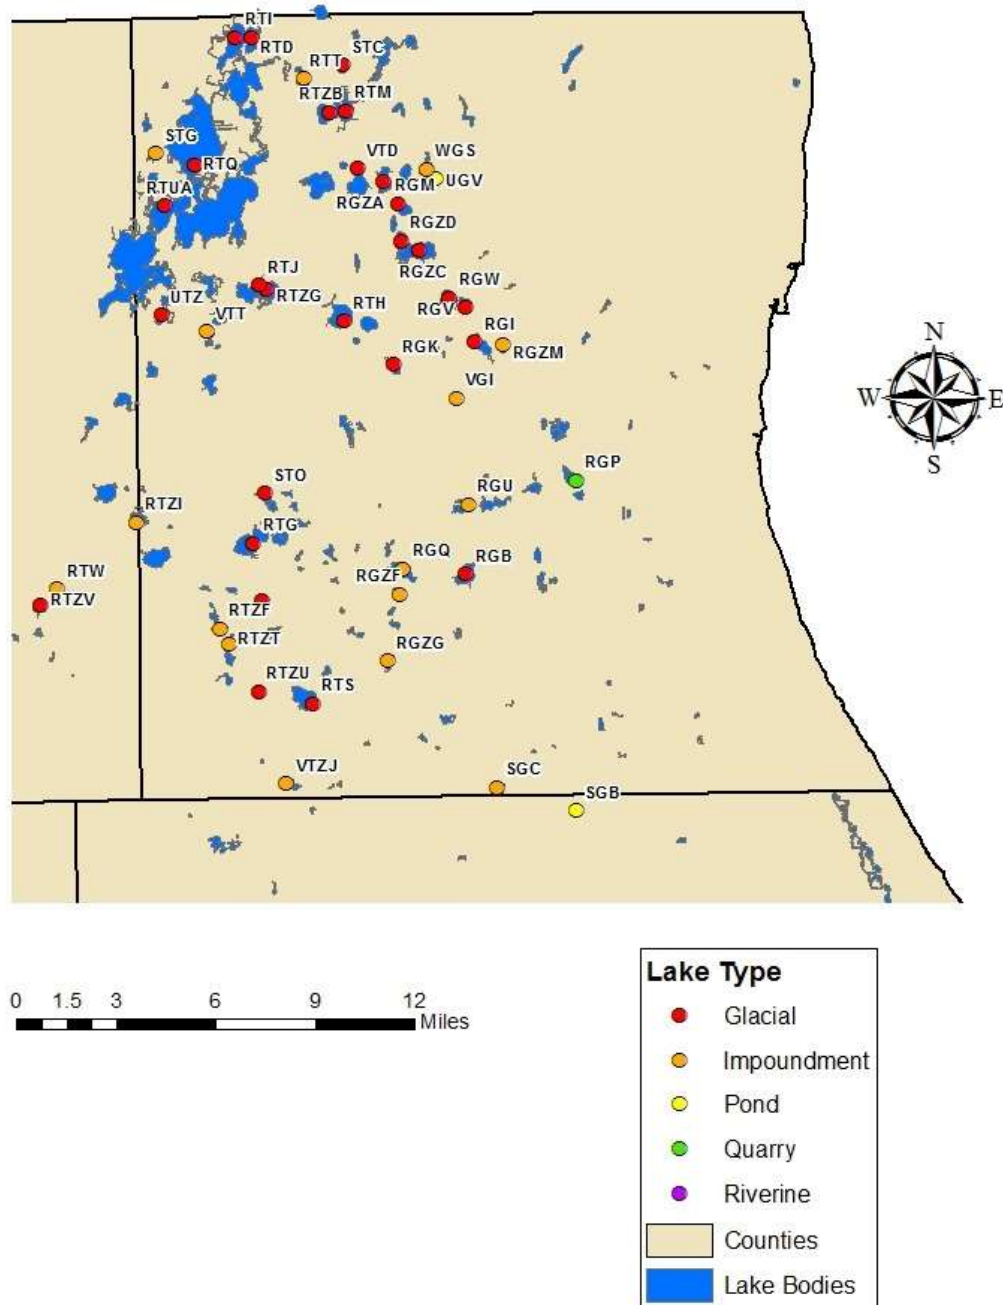 RTI
RTD
STC
RTT
RTZB
RTM
STG
RTQ
VTD
WGS
RGM
UGV
RTUA
RGZA
RGZD
RGZC
RTJ
RTZG
RGW
RGV
RTH
UTZ
VTT
RGI
RGZM
RGK
VGI
N
W
E
S
STO
RGP
RGU
RTZI
RTG
RGQ
RGB
RGZF
RTW
RTZV
RTZF
RTZT
RGZG
RTZU
RTS
VTZJ
SGC
SGB
0 1.5 3 6 9 12
Miles
Lake Type
Glacial
Impoundment
Pond
Quarry
Riverine
Counties
Lake Bodies